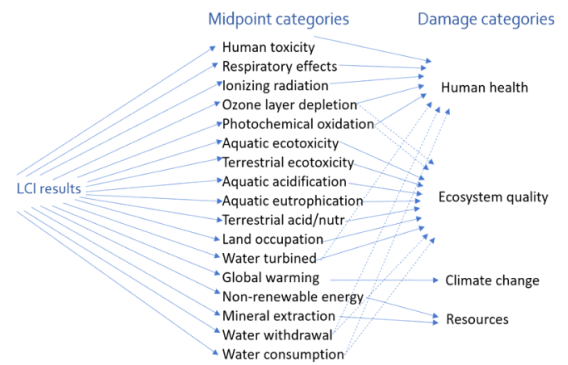 Midpoint categories
Damage categories
Human toxicity
Respiratory effects
Ionizing radiation
Ozone layer depletion
Photochemical oxidation
Aquatic ecotoxicity
Terrestrial ecotoxicity
Aquatic acidification
Aquatic eutrophication
Terrestrial acid/nutr
Land occupation
Water turbined
Global warming
Non-renewable energy
Mineral extraction
Water withdrawal
Water consumption
LCI results
Human health
Ecosystem quality
Climate change
Resources